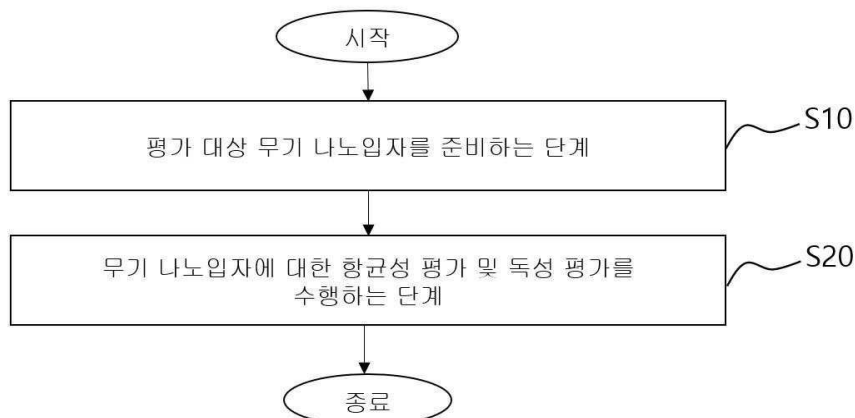 시작
평가 대상 무기 나노입자를 준비하는 단계
S10
무기 나노입자에 대한 항균성 평가 및 독성 평가를
수행하는 단계
S20
종료